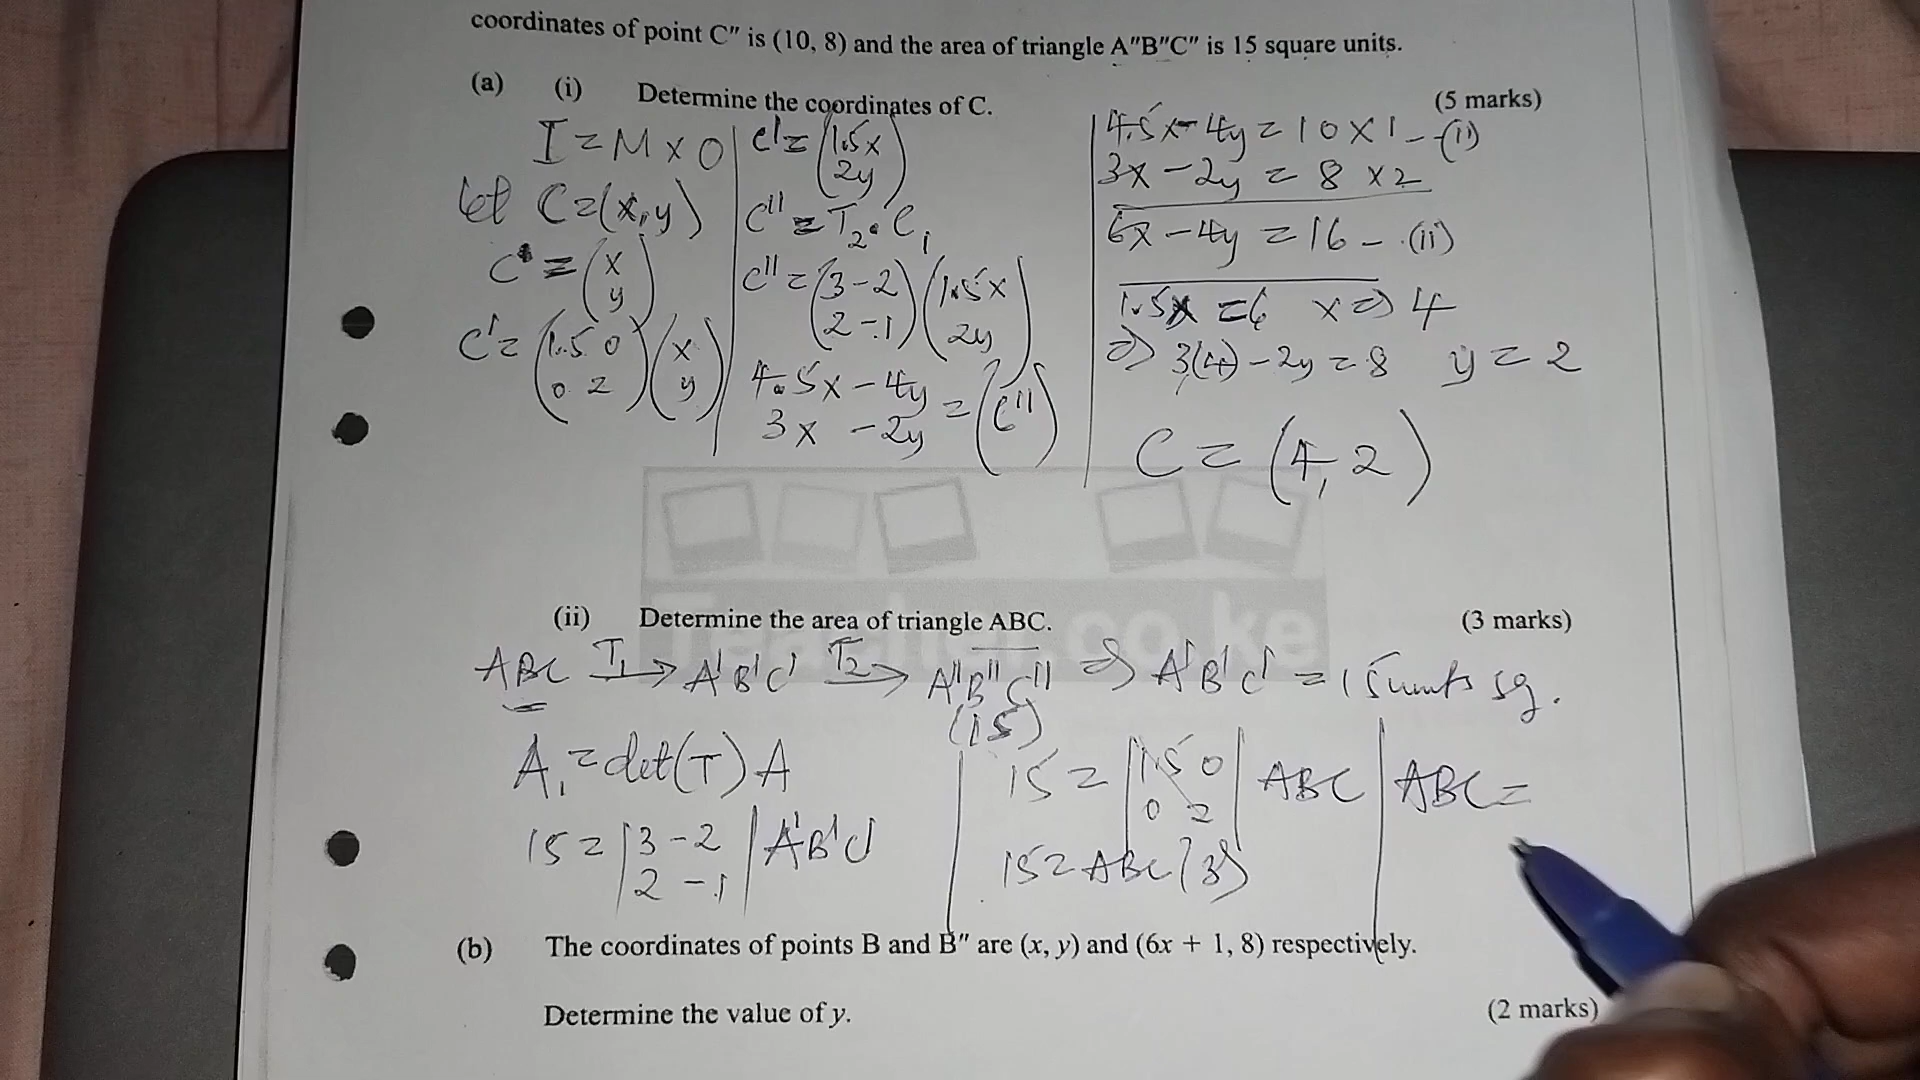 coordinates of point C" is (10, 8) and the area of triangle A"B"C" is 15 square units.
(a) (i) Determine the coordinates of C. (5 marks)
I = M × O
let C = (x, y)
C = (x y)
C' = (1.5 0 0 2) (x y)
C' = (1.5x 2y)
C'' = T2 · C1
C'' = (3 -2 2 -1) (1.5x 2y)
4.5x - 4y
3x - 2y = (C'')
4.5x - 4y = 10 × 1 - (i)
3x - 2y = 8 × 2
6x - 4y = 16 - (ii)
1.5x = 6 x => 4
=> 3(4) - 2y = 8 y = 2
C = (4, 2)
Teacher.co.ke
(ii) Determine the area of triangle ABC. (3 marks)
ABC T1→ A'B'C' T2→ A''B''C'' => A'B'C' = 15 units sq.
(15)
A1 = det(T) A
15 = |3 -2 2 -1| A'B'C'
15 = |1.5 0 0 2| ABC
15 = ABC (3)
ABC =
(b) The coordinates of points B and B" are (x, y) and (6x + 1, 8) respectively.
Determine the value of y. (2 marks)